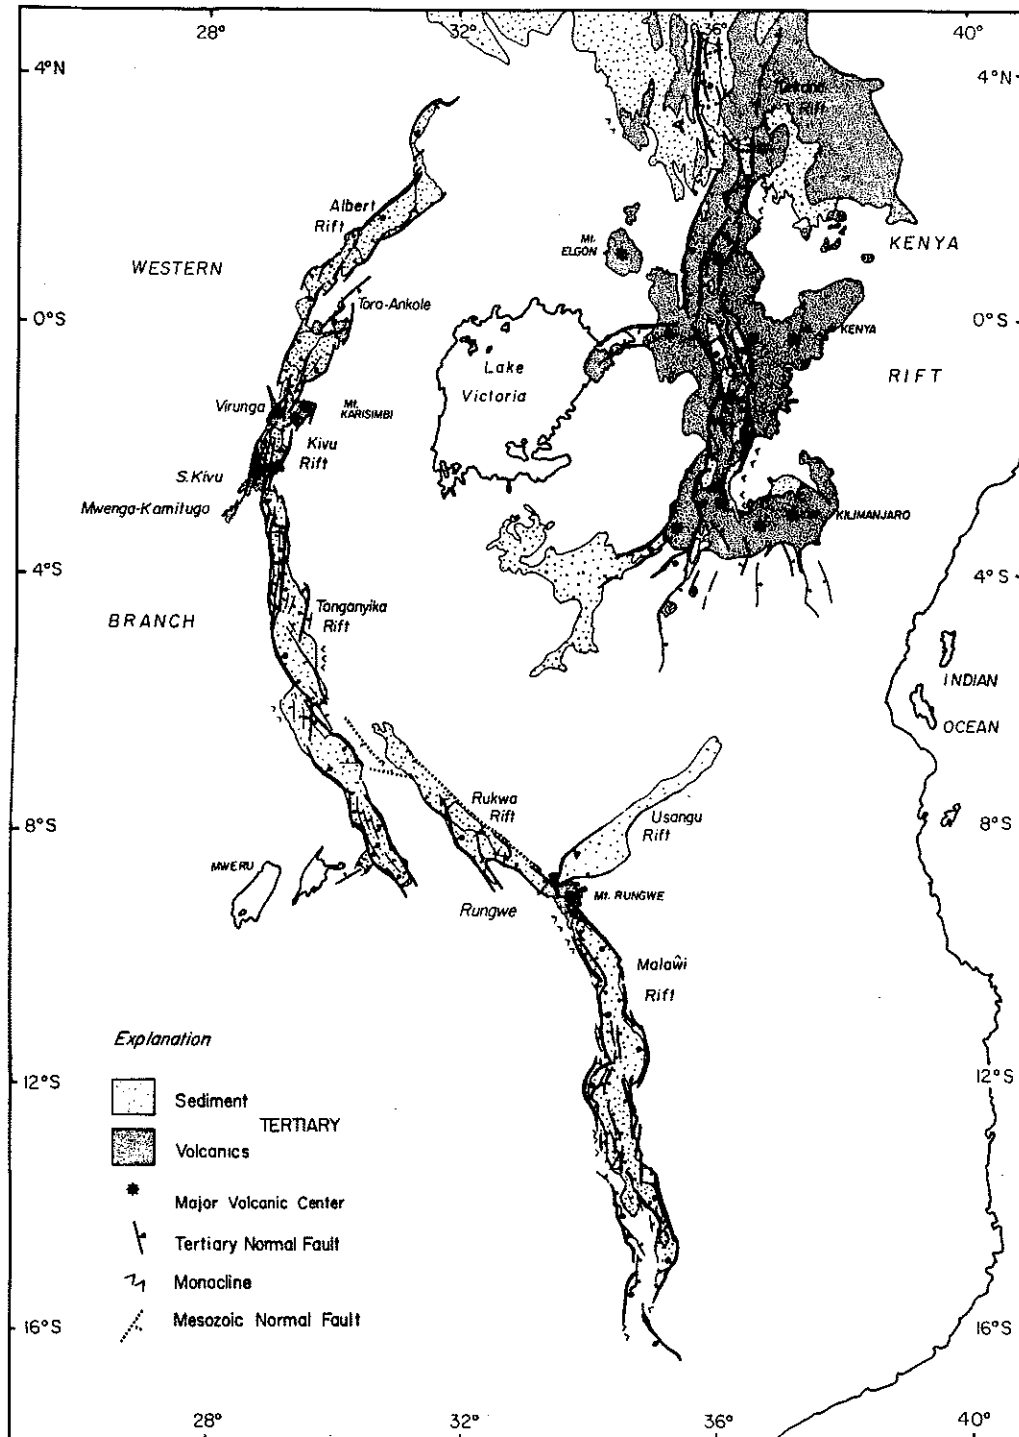 28°
32°
36°
40°
4°N
4°N
Turkana
Rift
Albert
Rift
Mt.
ELGON
KENYA
WESTERN
Toro-Ankole
0°S
0°S
KENYA
Lake
Victoria
RIFT
Virunga
Mt.
KARISIMBI
Kivu
Rift
S.Kivu
Mwenga-Kamituga
KILIMANJARO
4°S
4°S
Tanganyika
Rift
BRANCH
INDIAN
OCEAN
Rukwa
Rift
Usangu
Rift
8°S
8°S
MWERU
Mt. RUNGWE
Rungwe
Malaŵi
Rift
Explanation
12°S
12°S
Sediment
TERTIARY
Volcanics
Major Volcanic Center
Tertiary Normal Fault
Monacline
Mesozoic Normal Fault
16°S
16°S
28°
32°
36°
40°